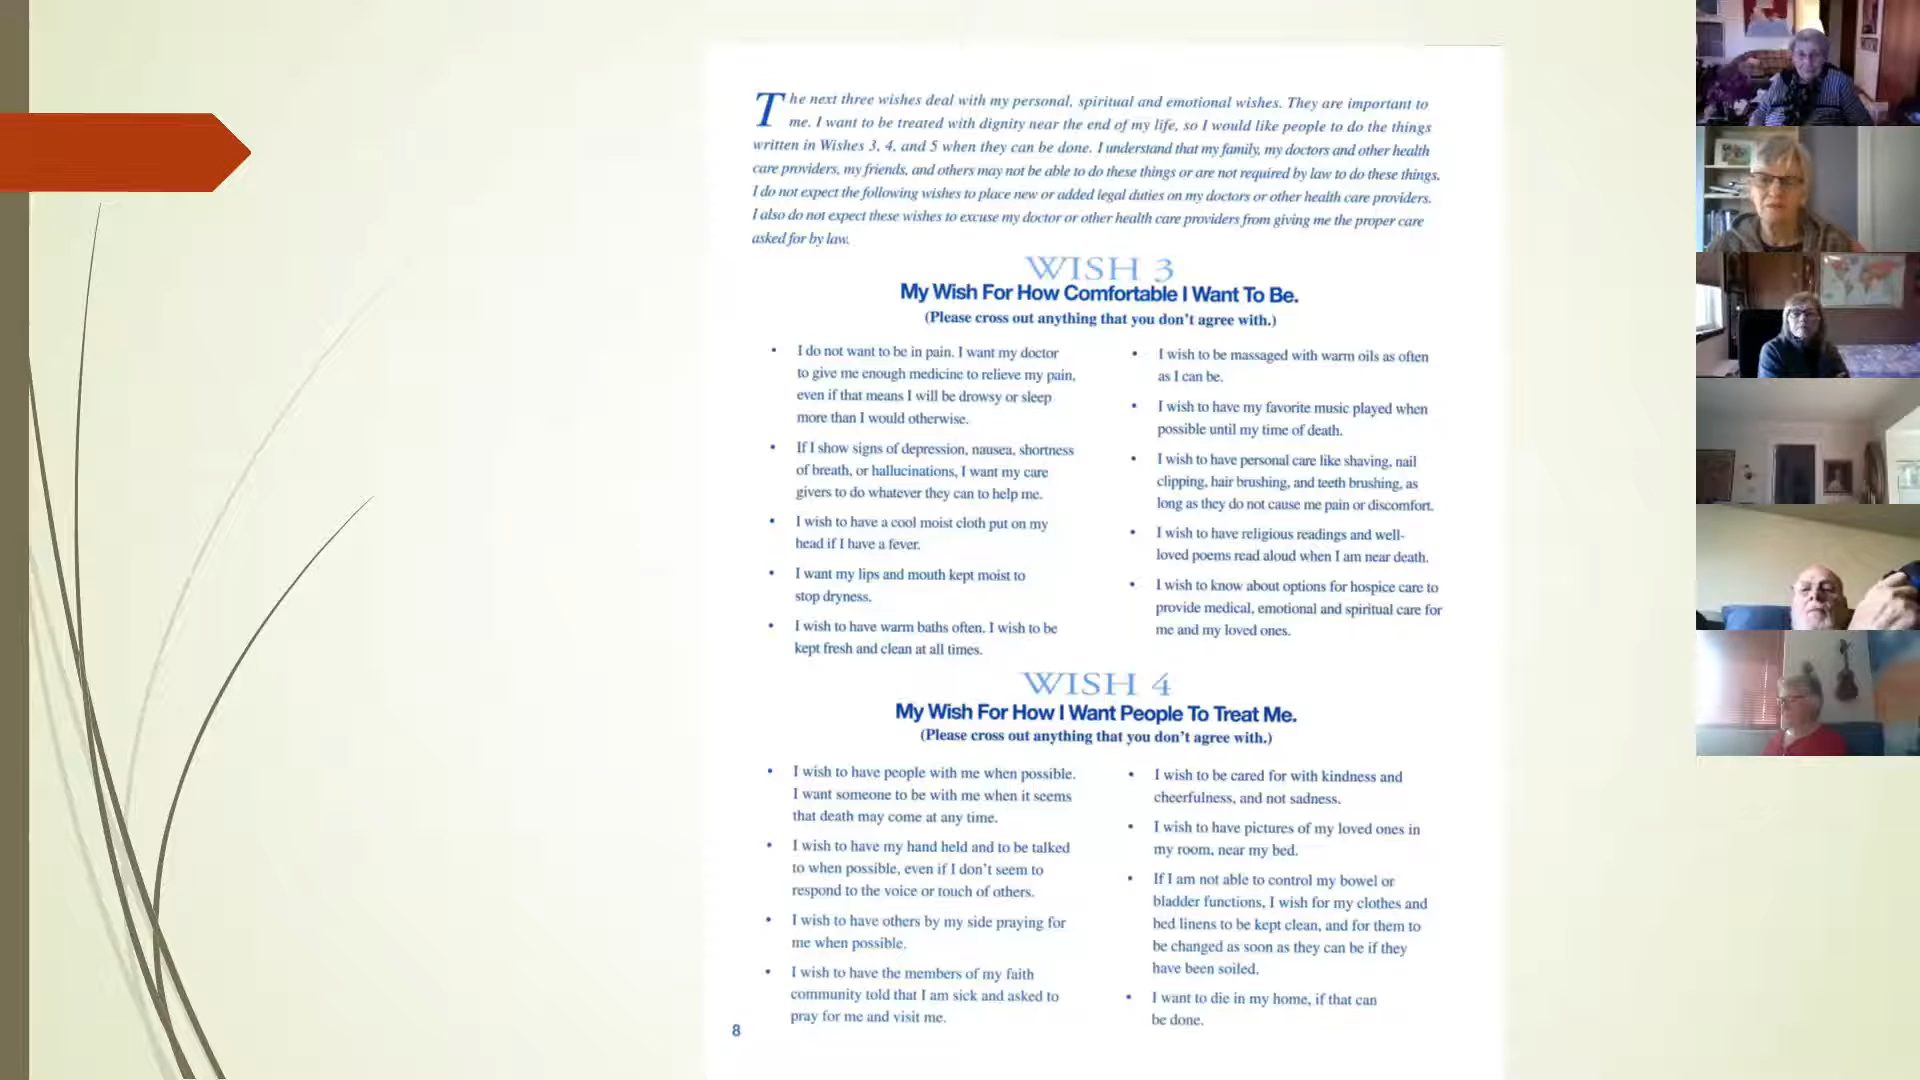 The next three wishes deal with my personal, spiritual and emotional wishes. They are important to
me. I want to be treated with dignity near the end of my life, so I would like people to do the things
written in Wishes 3, 4, and 5 when they can be done. I understand that my family, my doctors and other health
care providers, my friends, and others may not be able to do these things or are not required by law to do these things.
I do not expect the following wishes to place new or added legal duties on my doctors or other health care providers.
I also do not expect these wishes to excuse my doctor or other health care providers from giving me the proper care
asked for by law.
WISH 3
My Wish For How Comfortable I Want To Be.
(Please cross out anything that you don't agree with.)
• I do not want to be in pain. I want my doctor
to give me enough medicine to relieve my pain,
even if that means I will be drowsy or sleep
more than I would otherwise.
• If I show signs of depression, nausea, shortness
of breath, or hallucinations, I want my care
givers to do whatever they can to help me.
• I wish to have a cool moist cloth put on my
head if I have a fever.
• I want my lips and mouth kept moist to
stop dryness.
• I wish to have warm baths often. I wish to be
kept fresh and clean at all times.
• I wish to be massaged with warm oils as often
as I can be.
• I wish to have my favorite music played when
possible until my time of death.
• I wish to have personal care like shaving, nail
clipping, hair brushing, and teeth brushing, as
long as they do not cause me pain or discomfort.
• I wish to have religious readings and well-
loved poems read aloud when I am near death.
• I wish to know about options for hospice care to
provide medical, emotional and spiritual care for
me and my loved ones.
WISH 4
My Wish For How I Want People To Treat Me.
(Please cross out anything that you don't agree with.)
• I wish to have people with me when possible.
I want someone to be with me when it seems
that death may come at any time.
• I wish to have my hand held and to be talked
to when possible, even if I don't seem to
respond to the voice or touch of others.
• I wish to have others by my side praying for
me when possible.
• I wish to have the members of my faith
community told that I am sick and asked to
pray for me and visit me.
• I wish to be cared for with kindness and
cheerfulness, and not sadness.
• I wish to have pictures of my loved ones in
my room, near my bed.
• If I am not able to control my bowel or
bladder functions, I wish for my clothes and
bed linens to be kept clean, and for them to
be changed as soon as they can be if they
have been soiled.
• I want to die in my home, if that can
be done.
8